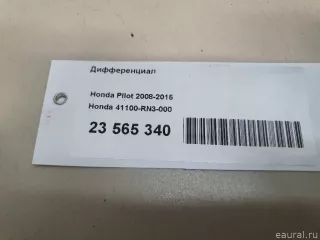 Дифференциал
Honda Pilot 2008-2015
Honda 41100-RN3-000
23 565 340
eaural.ru